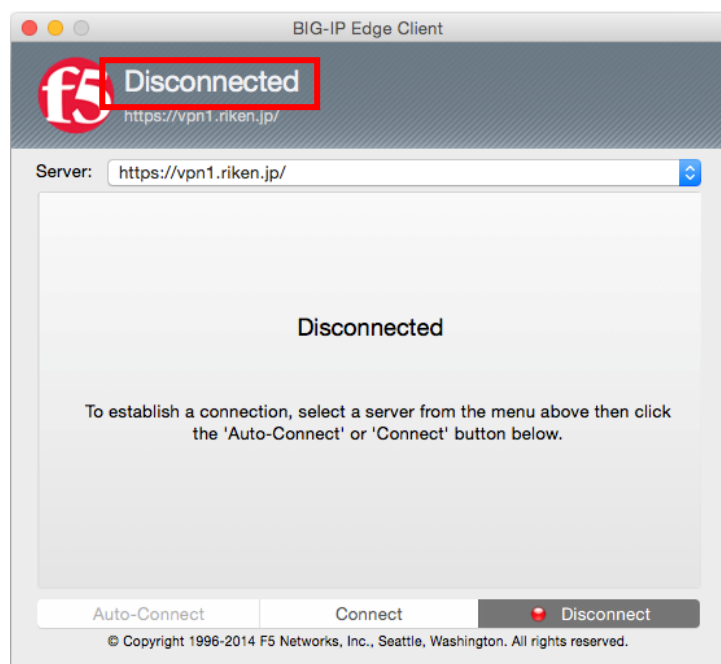 BIG-IP Edge Client
f5
Disconnected
https://vpn1.riken.jp/
Server: https://vpn1.riken.jp/
Disconnected
To establish a connection, select a server from the menu above then click
the 'Auto-Connect' or 'Connect' button below.
Auto-Connect Connect Disconnect
© Copyright 1996-2014 F5 Networks, Inc., Seattle, Washington. All rights reserved.